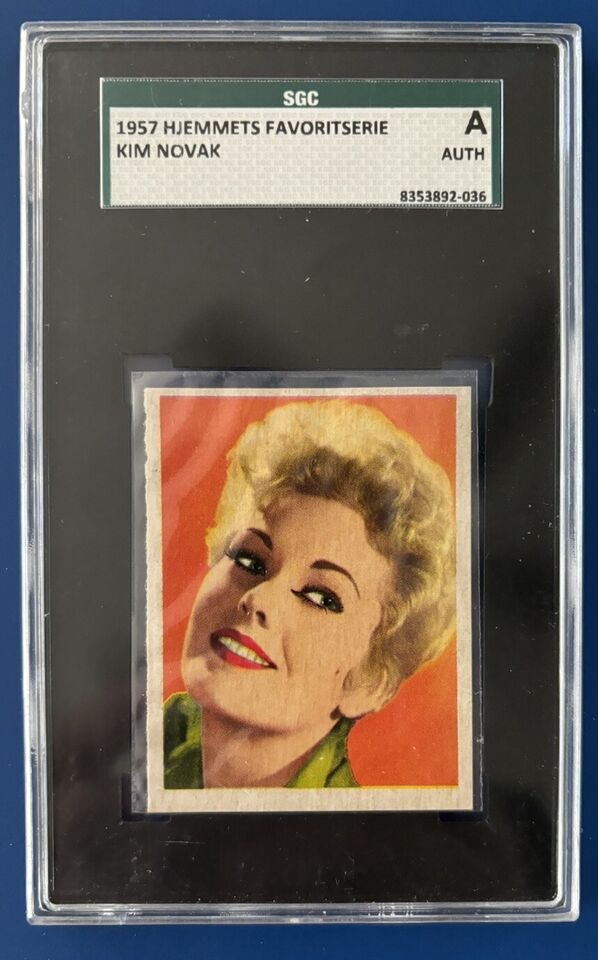 SGC
1957 HJEMMETS FAVORITSERIE
KIM NOVAK
A
AUTH
8353892-036